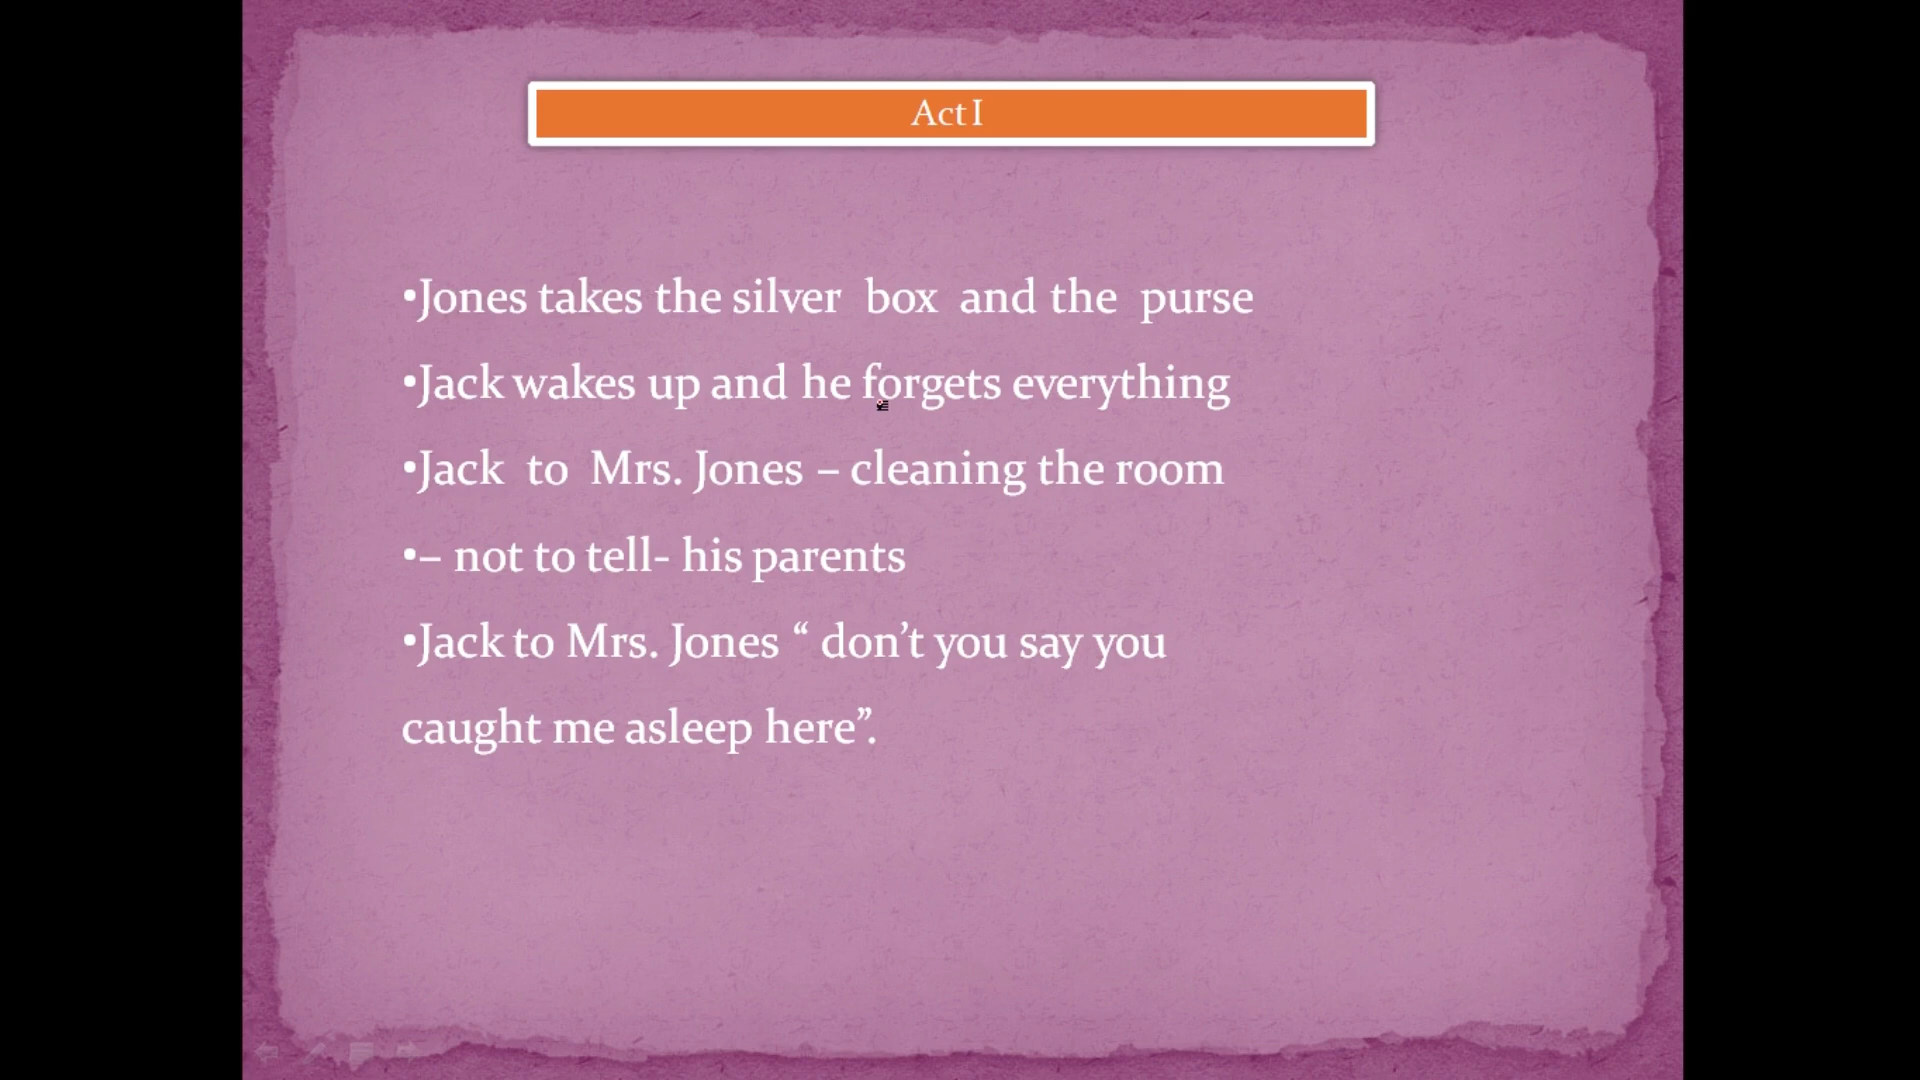 Act I
•Jones takes the silver box and the purse
•Jack wakes up and he forgets everything
•Jack to Mrs. Jones – cleaning the room
•– not to tell- his parents
•Jack to Mrs. Jones “ don’t you say you
caught me asleep here”.